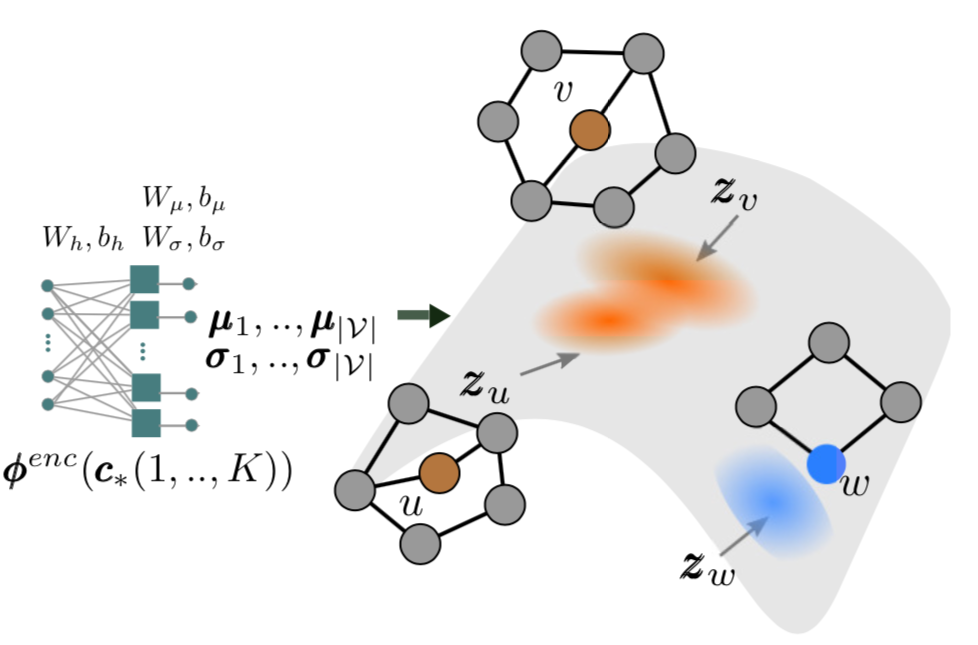 v
z_v
W_μ, b_μ
W_h, b_h W_σ, b_σ
μ_1, .., μ_|𝒱|
σ_1, .., σ_|𝒱|
z_u
ϕ^{enc}(c_*(1, .., K))
u
w
z_w